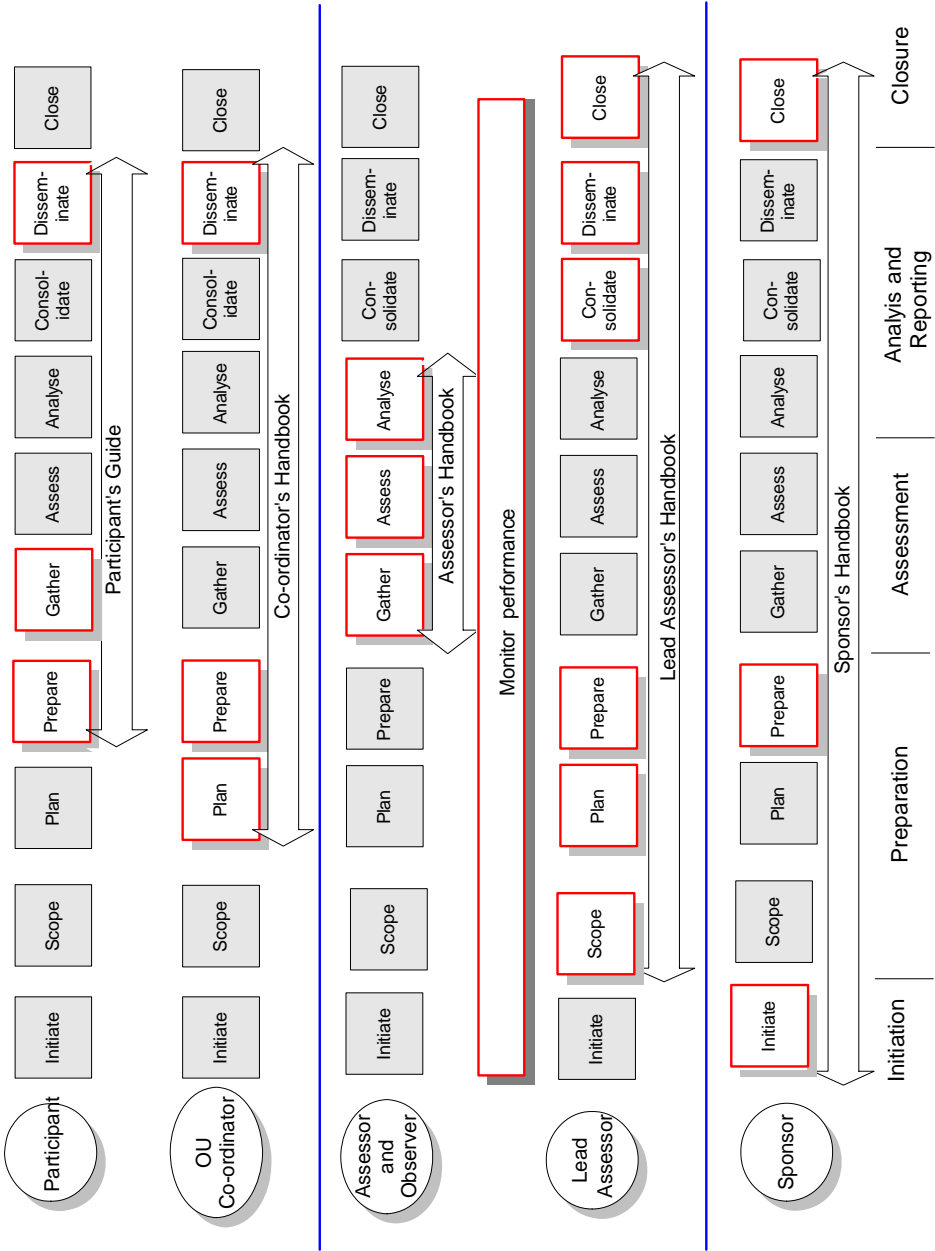 Participant
Initiate
Scope
Plan
Prepare
Gather
Assess
Analyse
Consol-
idate
Dissem-
inate
Close
Participant's Guide
OU
Co-ordinator
Initiate
Scope
Plan
Prepare
Gather
Assess
Analyse
Consol-
idate
Dissem-
inate
Close
Co-ordinator's Handbook
Assessor
and
Observer
Initiate
Scope
Plan
Prepare
Gather
Assess
Analyse
Con-
solidate
Dissem-
inate
Close
Assessor's Handbook
Monitor performance
Lead
Assessor
Initiate
Scope
Plan
Prepare
Gather
Assess
Analyse
Con-
solidate
Dissem-
inate
Close
Lead Assessor's Handbook
Sponsor
Initiate
Scope
Plan
Prepare
Gather
Assess
Analyse
Con-
solidate
Dissem-
inate
Close
Sponsor's Handbook
Initiation
Preparation
Assessment
Analyis and
Reporting
Closure